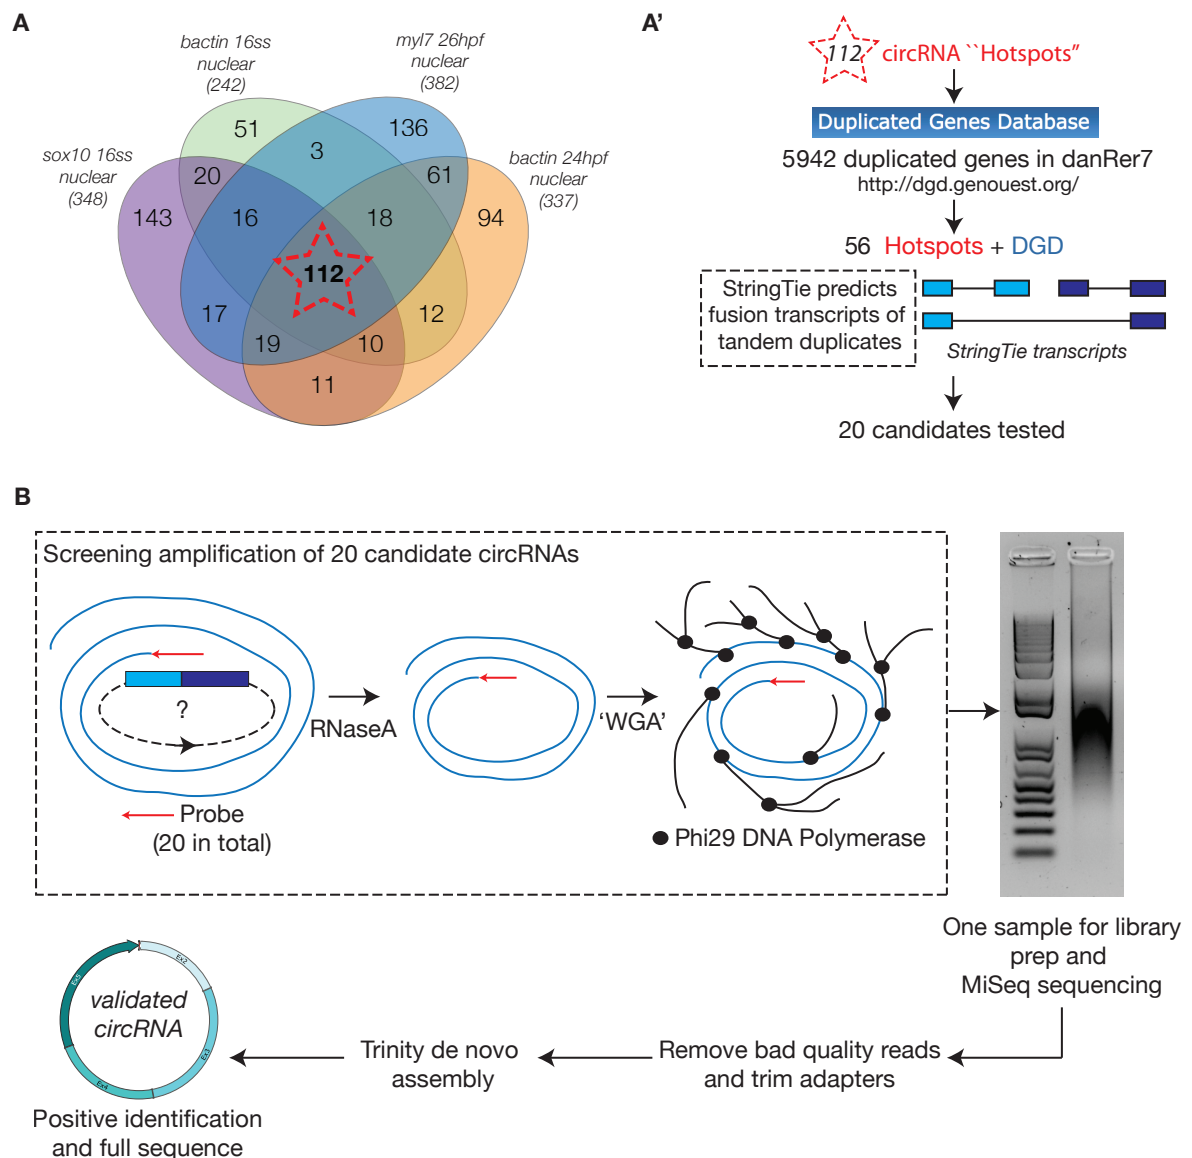 A
bactin 16ss
nuclear
(242)
myl7 26hpf
nuclear
(382)
sox10 16ss
nuclear
(348)
bactin 24hpf
nuclear
(337)
51
3
136
20
61
143
16
18
94
112
17
12
19
10
11
A'
112 circRNA ``Hotspots”
Duplicated Genes Database
5942 duplicated genes in danRer7
http://dgd.genouest.org/
56 Hotspots + DGD
StringTie predicts
fusion transcripts of
tandem duplicates
StringTie transcripts
20 candidates tested
B
Screening amplification of 20 candidate circRNAs
?
RNaseA
‘WGA’
Probe
(20 in total)
Phi29 DNA Polymerase
One sample for library
prep and
MiSeq sequencing
Remove bad quality reads
and trim adapters
Trinity de novo
assembly
Ex2
Ex3
Ex4
Ex5
validated
circRNA
Positive identification
and full sequence